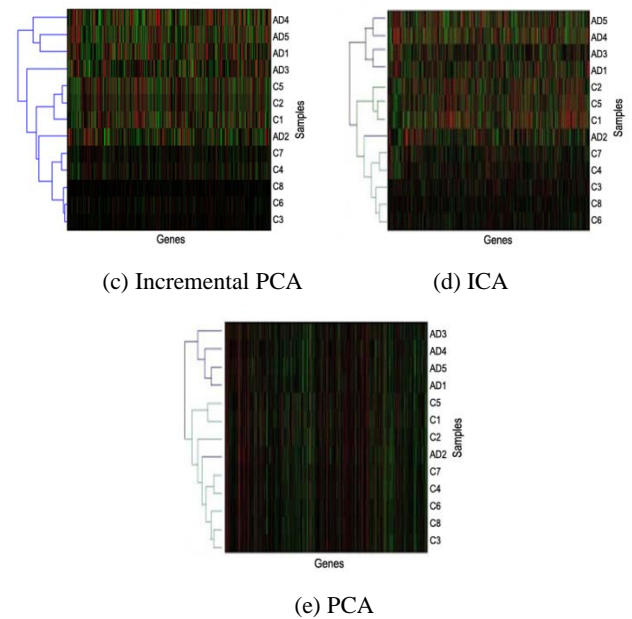 AD4
AD5
AD1
AD3
C5
C2
C1
AD2
C7
C4
C8
C6
C3
Samples
Genes
(c) Incremental PCA
AD5
AD4
AD3
AD1
C2
C5
C1
AD2
C7
C4
C3
C8
C6
Samples
Genes
(d) ICA
AD3
AD4
AD5
AD1
C5
C1
C2
AD2
C7
C4
C6
C8
C3
Samples
Genes
(e) PCA